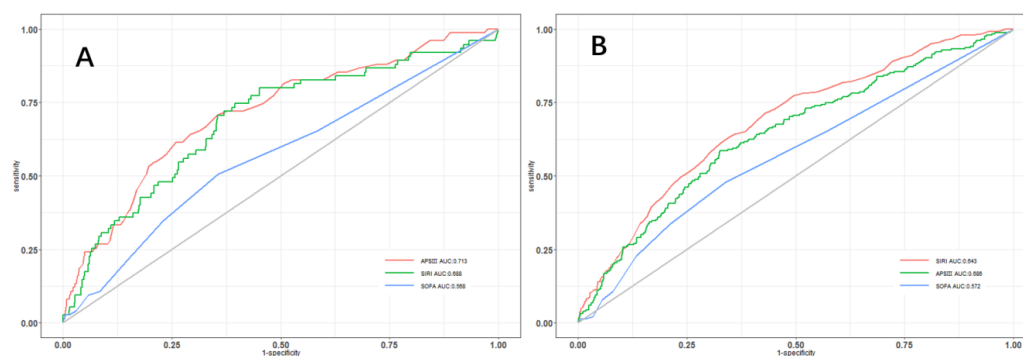 A
1.00
0.75
0.50
0.25
0.00
sensitivity
APSIII AUC:0.713
SIRI AUC:0.688
SOFA AUC:0.568
0.00 0.25 0.50 0.75 1.00
1-specificity
B
1.00
0.75
0.50
0.25
0.00
sensitivity
SIRI AUC:0.643
APSIII AUC:0.686
SOFA AUC:0.572
0.00 0.25 0.50 0.75 1.00
1-specificity